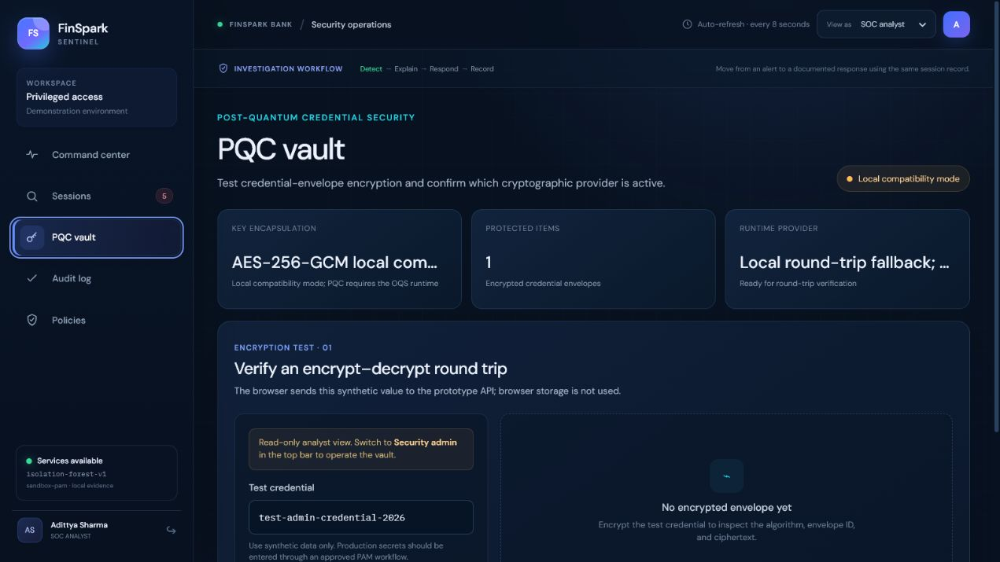 FS
FinSpark
SENTINEL
WORKSPACE
Privileged access
Demonstration environment
Command center
Sessions 5
PQC vault
Audit log
Policies
Services available
isolation-forest-v1
sandbox-pam · local evidence
AS
Adittya Sharma
SOC ANALYST
FINSPARK BANK / Security operations
Auto-refresh · every 8 seconds
View as SOC analyst
A
INVESTIGATION WORKFLOW Detect → Explain → Respond → Record
Move from an alert to a documented response using the same session record.
POST-QUANTUM CREDENTIAL SECURITY
PQC vault
Test credential-envelope encryption and confirm which cryptographic provider is active.
Local compatibility mode
KEY ENCAPSULATION
AES-256-GCM local com...
Local compatibility mode; PQC requires the OQS runtime
PROTECTED ITEMS
1
Encrypted credential envelopes
RUNTIME PROVIDER
Local round-trip fallback; ...
Ready for round-trip verification
ENCRYPTION TEST · 01
Verify an encrypt–decrypt round trip
The browser sends this synthetic value to the prototype API; browser storage is not used.
Read-only analyst view. Switch to Security admin
in the top bar to operate the vault.
Test credential
test-admin-credential-2026
Use synthetic data only. Production secrets should be
entered through an approved PAM workflow.
No encrypted envelope yet
Encrypt the test credential to inspect the algorithm, envelope ID,
and ciphertext.